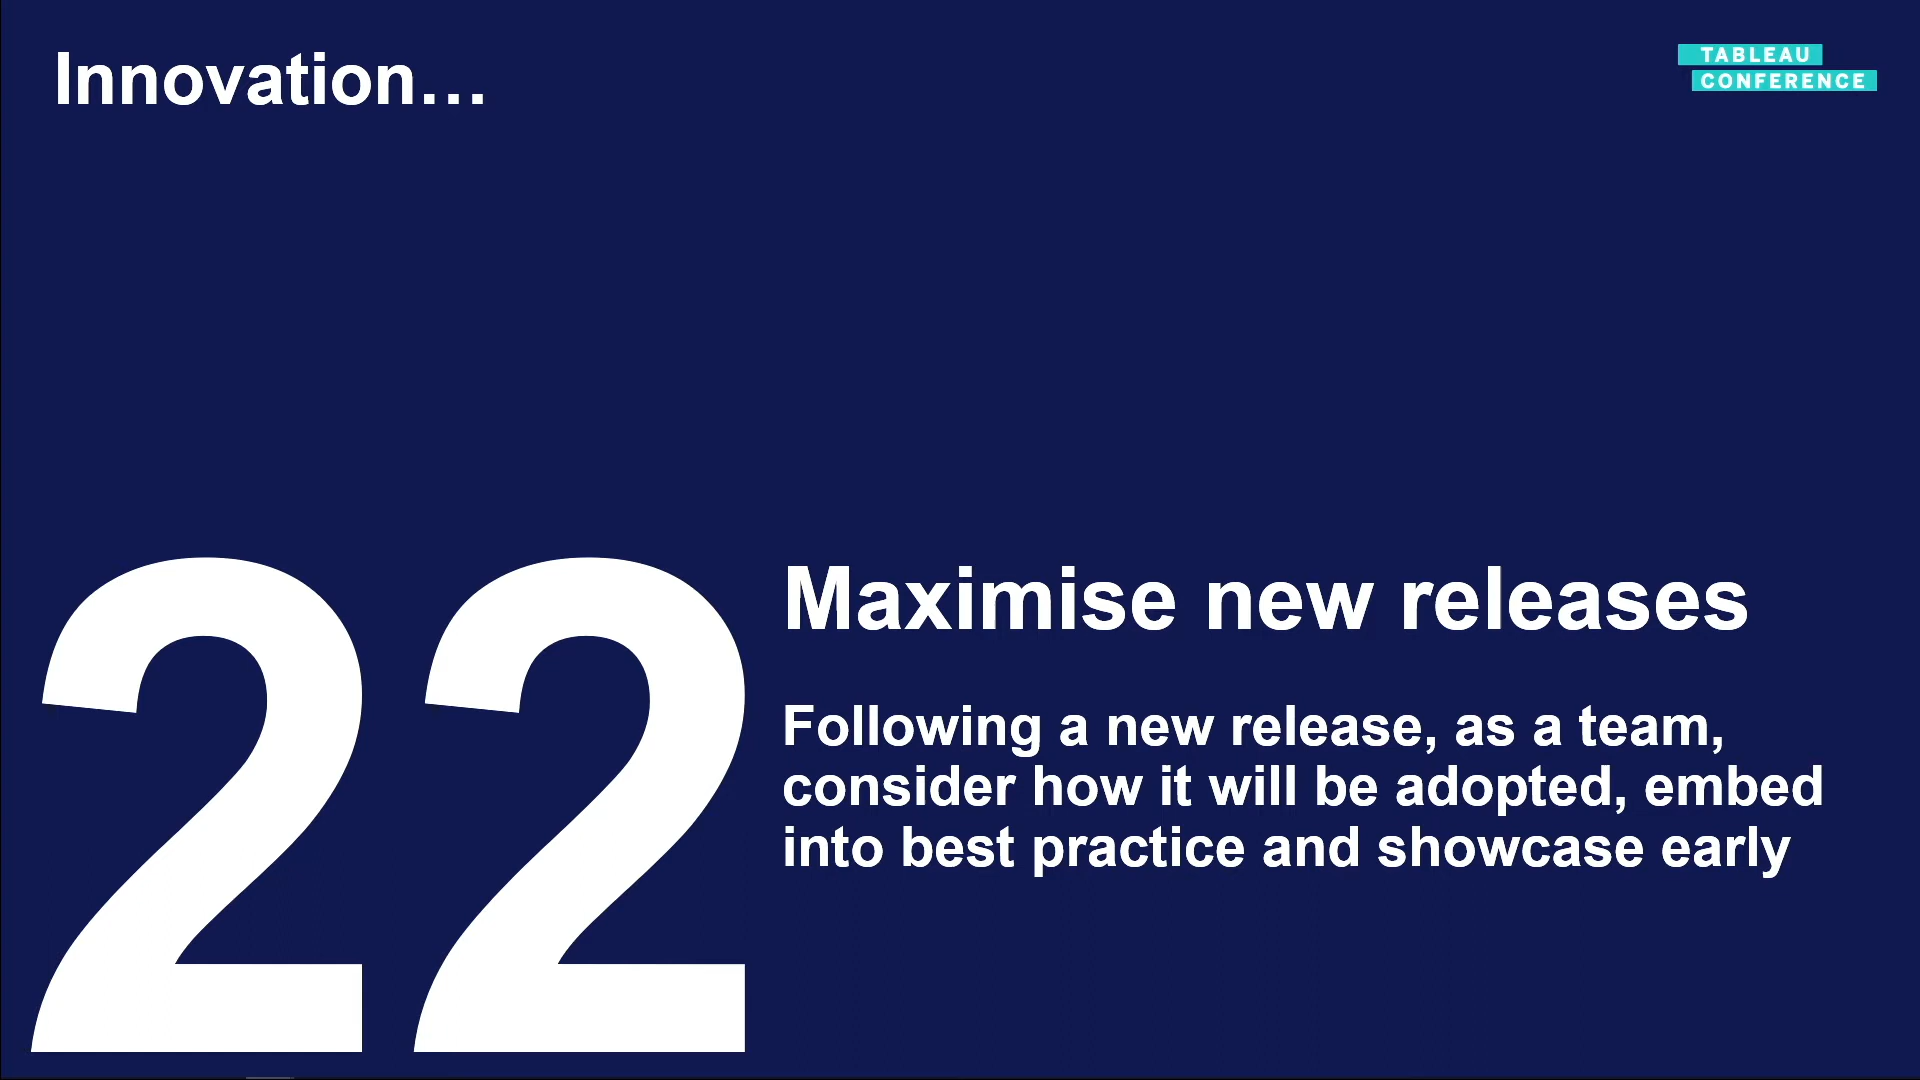 Innovation…
TABLEAU
CONFERENCE
22
Maximise new releases
Following a new release, as a team,
consider how it will be adopted, embed
into best practice and showcase early